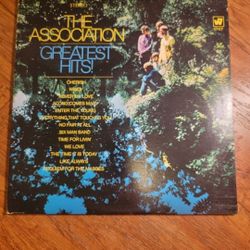 STEREO
THE
ASSOCIATION
GREATEST
HITS!
CHERISH
WINDY
NEVER MY LOVE
ALONG COMES MARY
ENTER THE YOUNG
EVERYTHING THAT TOUCHES YOU
NO FAIR AT ALL
SIX MAN BAND
TIME FOR LIVIN'
WE LOVE
THE TIME IT IS TODAY
LIKE ALWAYS
REQUIEM FOR THE MASSES